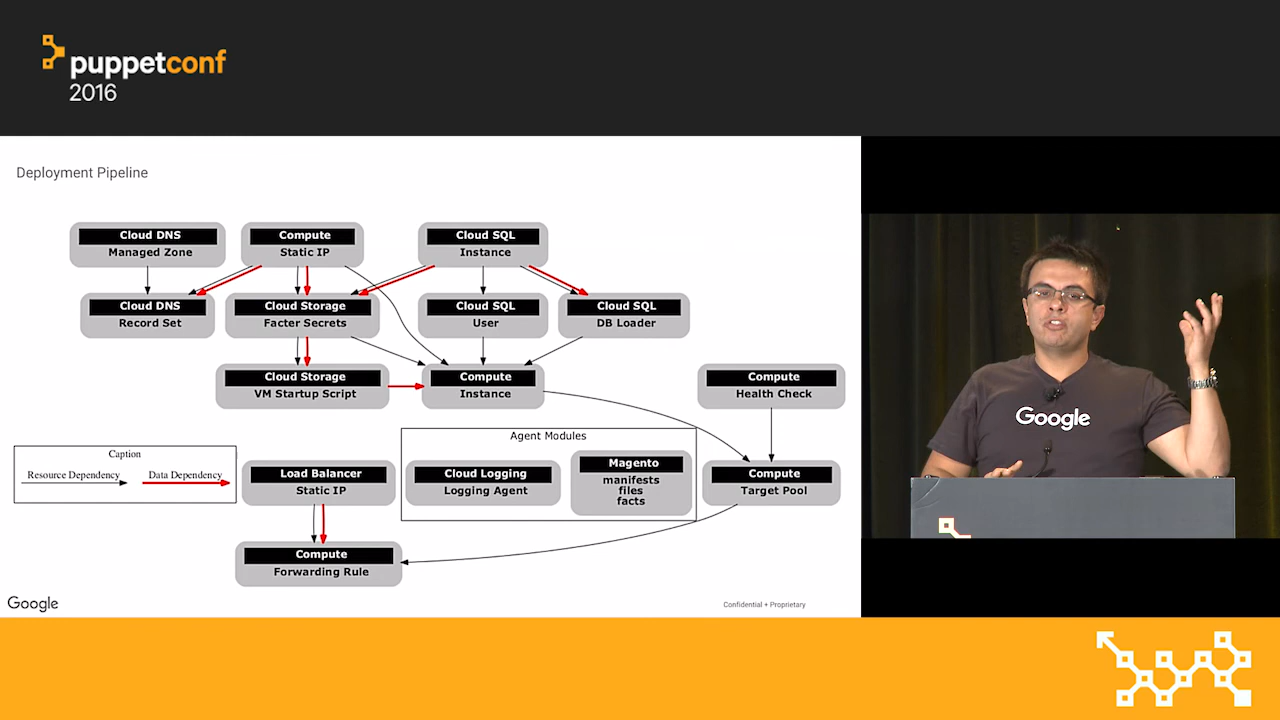 puppetconf
2016
Deployment Pipeline
Cloud DNS
Managed Zone
Compute
Static IP
Cloud SQL
Instance
Cloud DNS
Record Set
Cloud Storage
Facter Secrets
Cloud SQL
User
Cloud SQL
DB Loader
Cloud Storage
VM Startup Script
Compute
Instance
Compute
Health Check
Caption
Resource Dependency
Data Dependency
Load Balancer
Static IP
Agent Modules
Cloud Logging
Logging Agent
Magento
manifests
files
facts
Compute
Target Pool
Compute
Forwarding Rule
Google
Confidential + Proprietary
Google